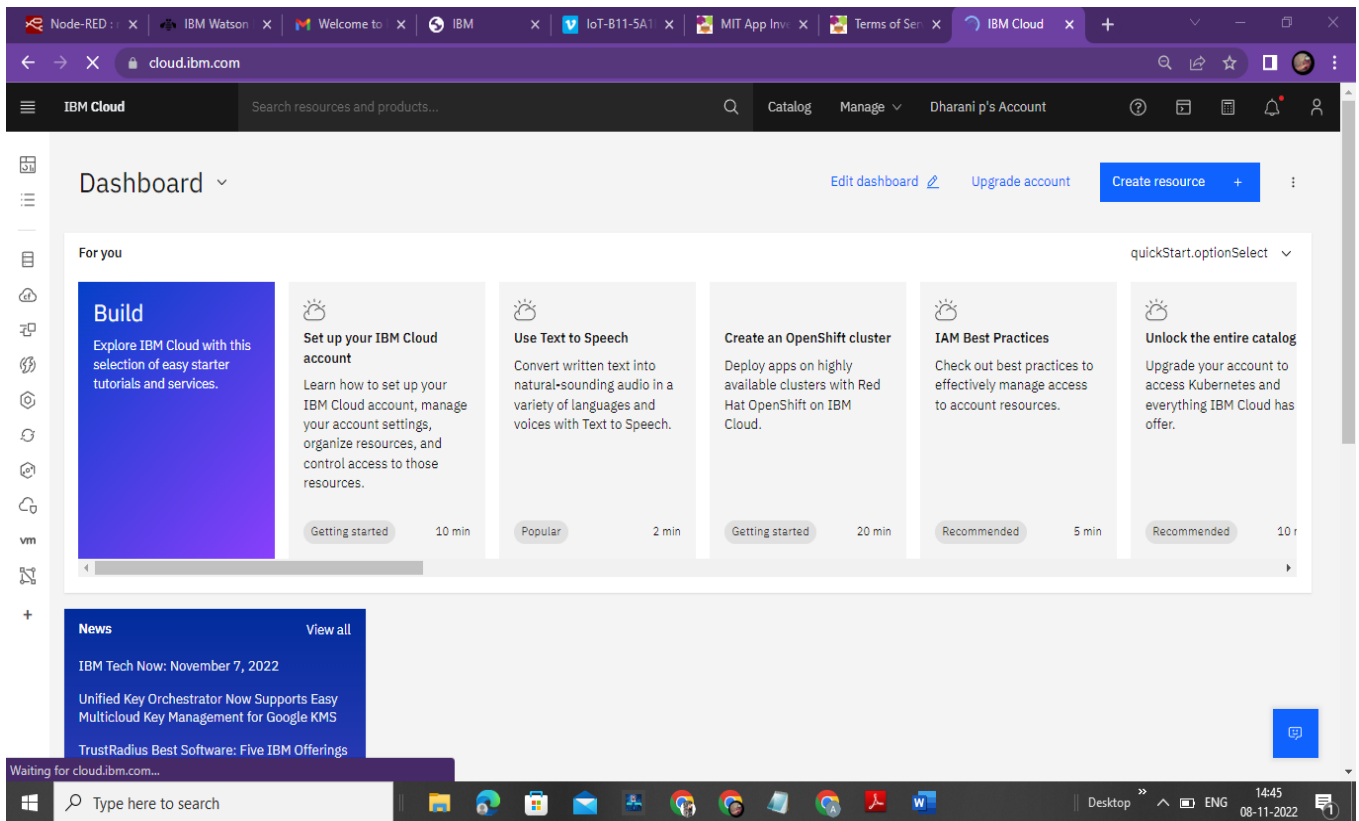 Node-RED :
IBM Watson
Welcome to
IBM
IoT-B11-5A1
MIT App Inve
Terms of Ser
IBM Cloud
cloud.ibm.com
IBM Cloud
Search resources and products...
Catalog
Manage
Dharani p's Account
Dashboard
Edit dashboard
Upgrade account
Create resource +
For you
quickStart.optionSelect
Build
Explore IBM Cloud with this
selection of easy starter
tutorials and services.
Set up your IBM Cloud
account
Learn how to set up your
IBM Cloud account, manage
your account settings,
organize resources, and
control access to those
resources.
Getting started
10 min
Use Text to Speech
Convert written text into
natural-sounding audio in a
variety of languages and
voices with Text to Speech.
Popular
2 min
Create an OpenShift cluster
Deploy apps on highly
available clusters with Red
Hat OpenShift on IBM
Cloud.
Getting started
20 min
IAM Best Practices
Check out best practices to
effectively manage access
to account resources.
Recommended
5 min
Unlock the entire catalog
Upgrade your account to
access Kubernetes and
everything IBM Cloud has
offer.
Recommended
10
vm
News
View all
IBM Tech Now: November 7, 2022
Unified Key Orchestrator Now Supports Easy
Multicloud Key Management for Google KMS
TrustRadius Best Software: Five IBM Offerings
Waiting for cloud.ibm.com...
Type here to search
Desktop
ENG
14:45
08-11-2022